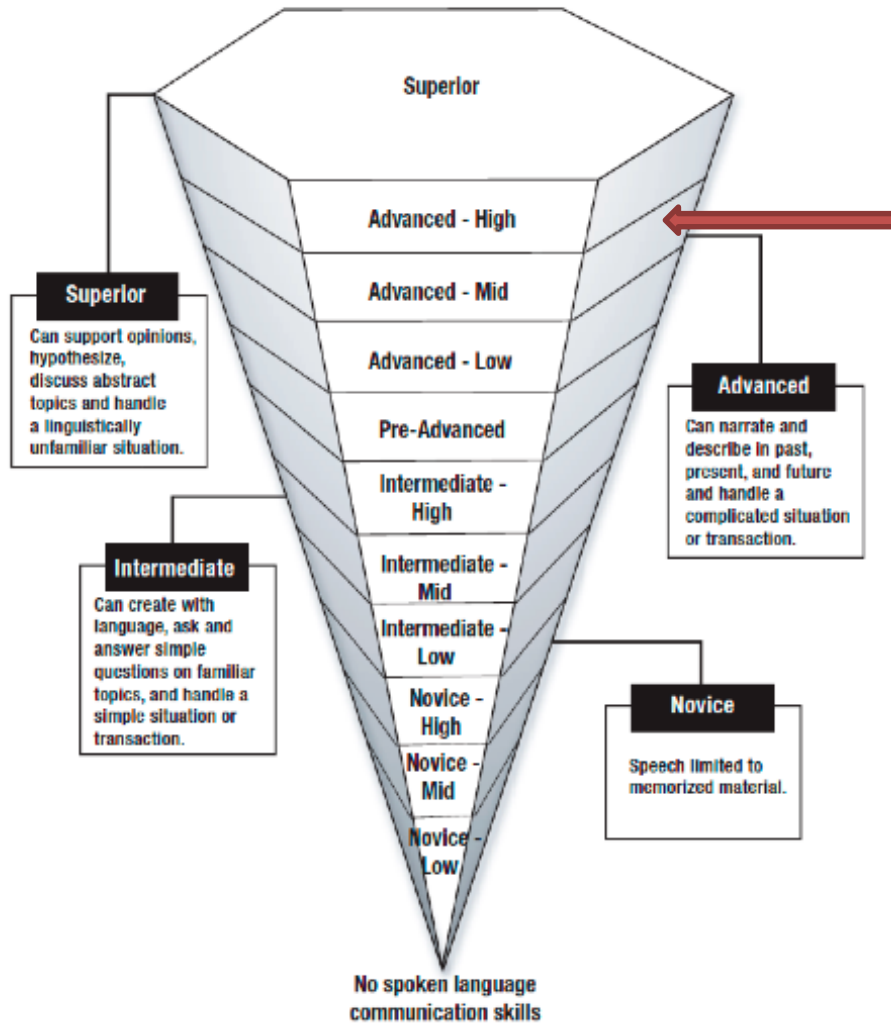 Superior
Advanced - High
Advanced - Mid
Advanced - Low
Pre-Advanced
Intermediate -
High
Intermediate -
Mid
Intermediate -
Low
Novice -
High
Novice -
Mid
Novice -
Low
No spoken language
communication skills
Superior
Can support opinions,
hypothesize,
discuss abstract
topics and handle
a linguistically
unfamiliar situation.
Advanced
Can narrate and
describe in past,
present, and future
and handle a
complicated situation
or transaction.
Intermediate
Can create with
language, ask and
answer simple
questions on familiar
topics, and handle a
simple situation or
transaction.
Novice
Speech limited to
memorized material.